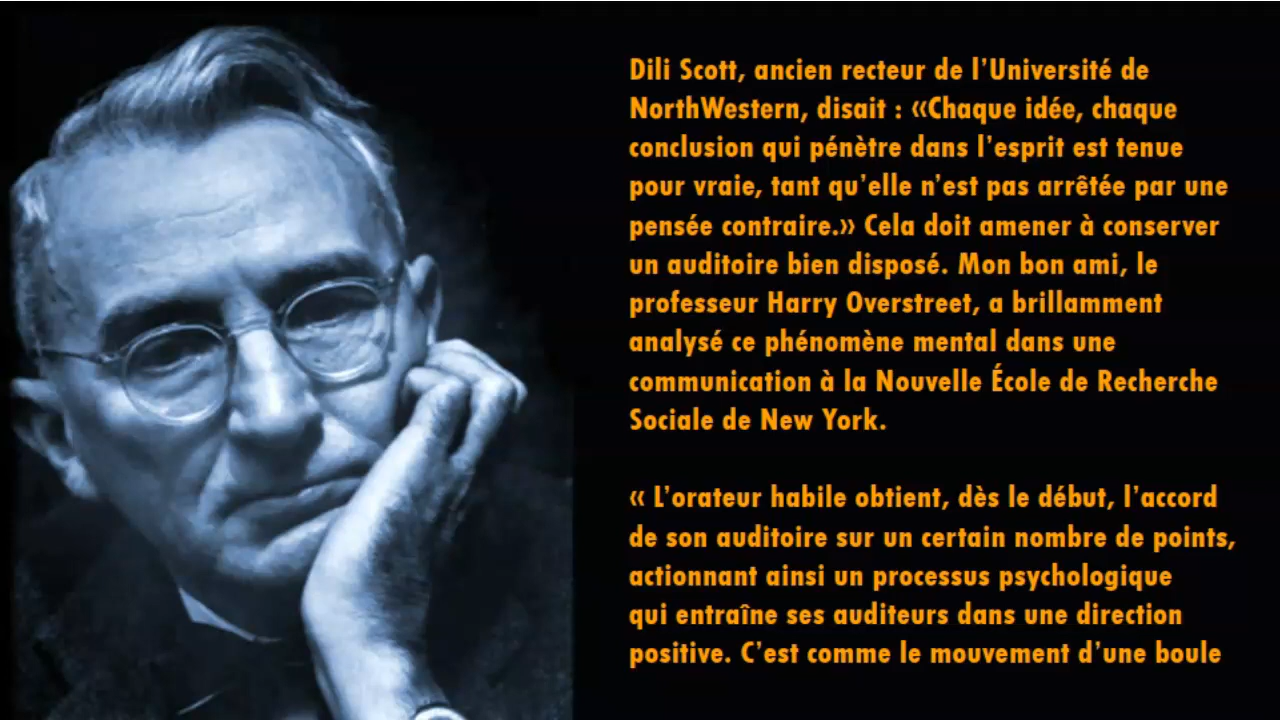 Dili Scott, ancien recteur de l’Université de
NorthWestern, disait : «Chaque idée, chaque
conclusion qui pénètre dans l’esprit est tenue
pour vraie, tant qu’elle n’est pas arrêtée par une
pensée contraire.» Cela doit amener à conserver
un auditoire bien disposé. Mon bon ami, le
professeur Harry Overstreet, a brillamment
analysé ce phénomène mental dans une
communication à la Nouvelle École de Recherche
Sociale de New York.
« L’orateur habile obtient, dès le début, l’accord
de son auditoire sur un certain nombre de points,
actionnant ainsi un processus psychologique
qui entraîne ses auditeurs dans une direction
positive. C’est comme le mouvement d’une boule